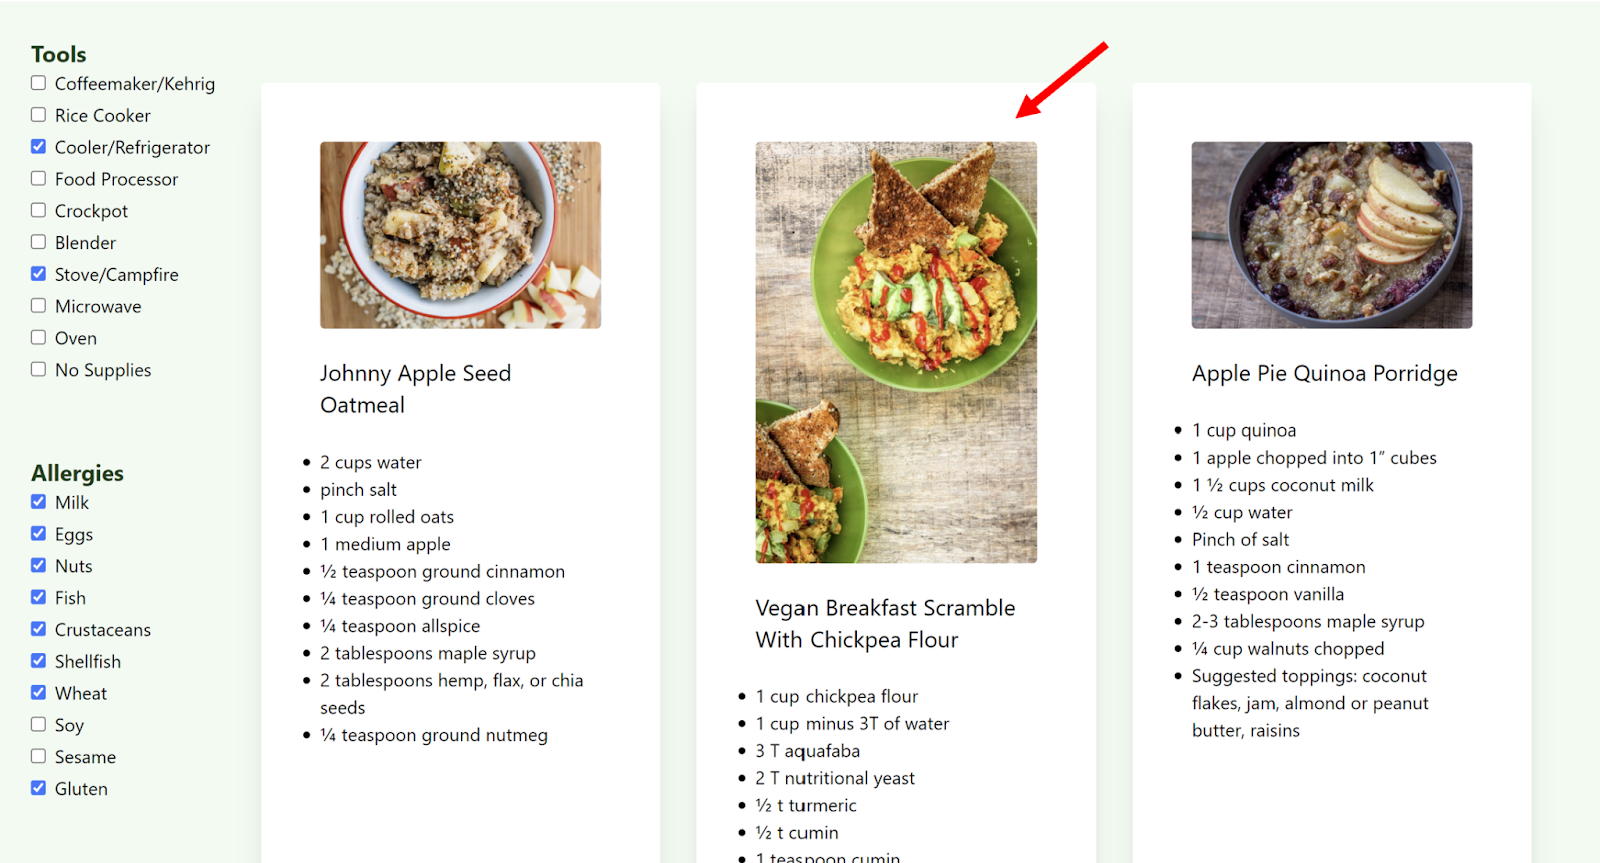 Tools
Coffeemaker/Kehrig
Rice Cooker
Cooler/Refrigerator
Food Processor
Crockpot
Blender
Stove/Campfire
Microwave
Oven
No Supplies
Allergies
Milk
Eggs
Nuts
Fish
Crustaceans
Shellfish
Wheat
Soy
Sesame
Gluten
Johnny Apple Seed
Oatmeal
2 cups water
pinch salt
1 cup rolled oats
1 medium apple
½ teaspoon ground cinnamon
¼ teaspoon ground cloves
¼ teaspoon allspice
2 tablespoons maple syrup
2 tablespoons hemp, flax, or chia
seeds
¼ teaspoon ground nutmeg
Vegan Breakfast Scramble
With Chickpea Flour
1 cup chickpea flour
1 cup minus 3T of water
3 T aquafaba
2 T nutritional yeast
½ t turmeric
½ t cumin
1 teaspoon cumin
Apple Pie Quinoa Porridge
1 cup quinoa
1 apple chopped into 1” cubes
1 ½ cups coconut milk
½ cup water
Pinch of salt
1 teaspoon cinnamon
½ teaspoon vanilla
2-3 tablespoons maple syrup
¼ cup walnuts chopped
Suggested toppings: coconut
flakes, jam, almond or peanut
butter, raisins